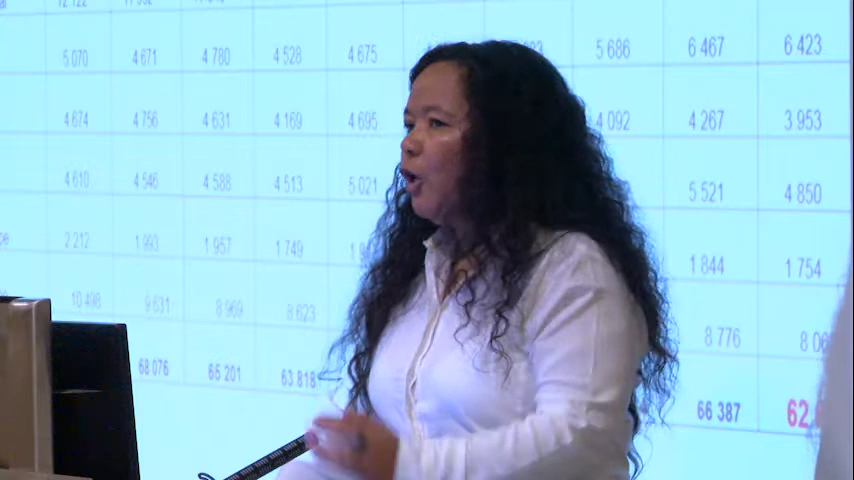 5 070 4 671 4 780 4 528 4 675 5 686 6 467 6 423
4 674 4 756 4 631 4 169 4 695 4 092 4 267 3 953
4 610 4 546 4 588 4 513 5 021 5 521 4 850
2 212 1 993 1 957 1 749 1 844 1 754
10 498 9 631 8 969 8 623 8 776
68 076 65 201 63 818 66 387